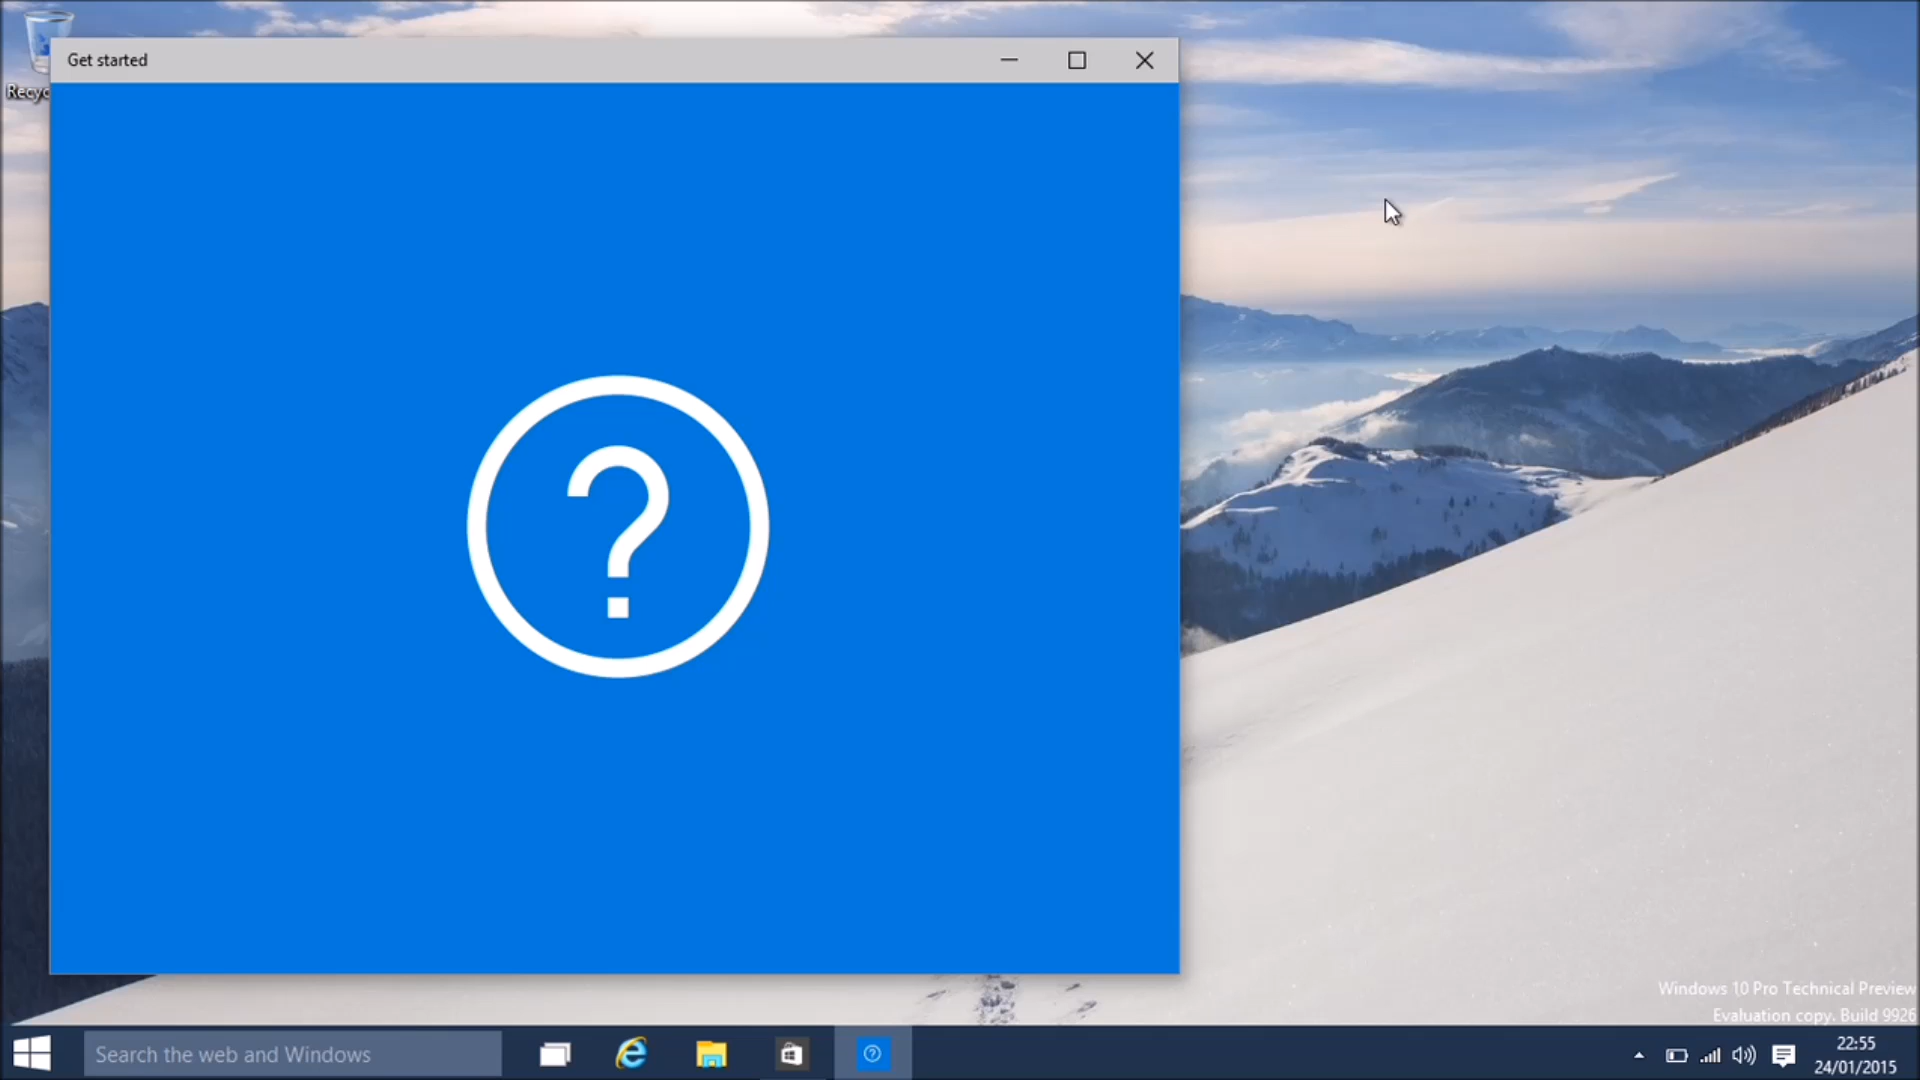 Get started
Recyc
?
Windows 10 Pro Technical Preview
Evaluation copy. Build 9926
Search the web and Windows
22:55
24/01/2015